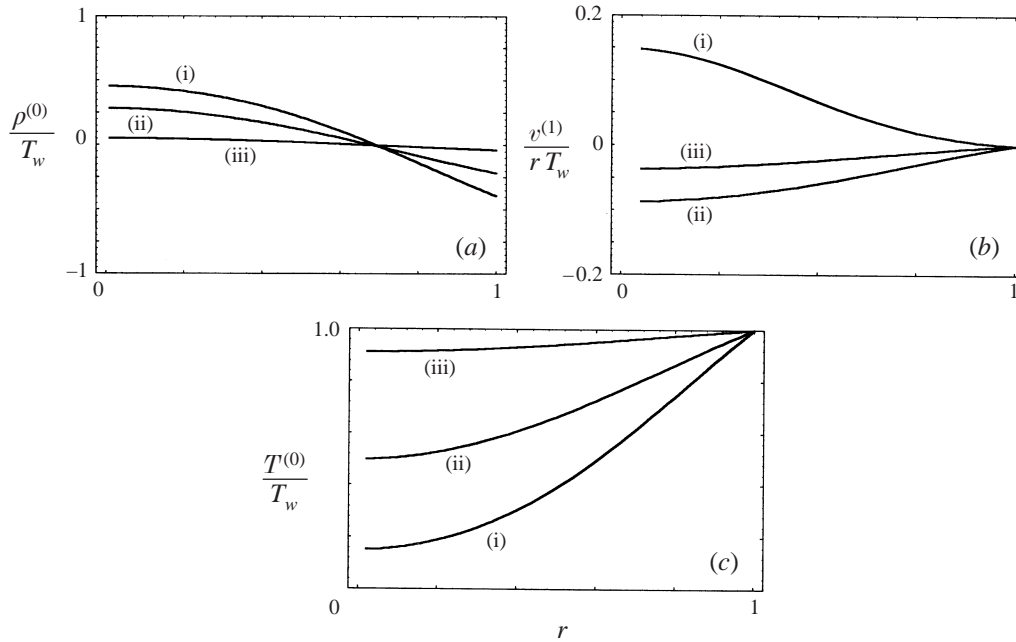 1
(i)
ρ^(0)
T_w
(ii)
0
(iii)
−1
(a)
0
1
0.2
(i)
v^(1)
r T_w
0
(iii)
(ii)
−0.2
(b)
0
1
1.0
(iii)
T^(0)
T_w
(ii)
(i)
(c)
0
1
r